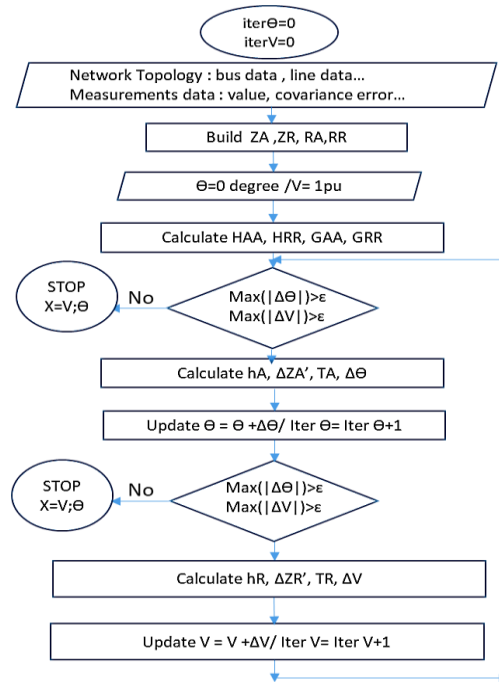 iterΘ=0
iterV=0
Network Topology : bus data , line data…
Measurements data : value, covariance error…
Build ZA ,ZR, RA,RR
Θ=0 degree /V= 1pu
Calculate HAA, HRR, GAA, GRR
STOP
X=V;Θ
No
Max(|ΔΘ|)>ε
Max(|ΔV|)>ε
Calculate hA, ΔZA’, TA, ΔΘ
Update Θ = Θ +ΔΘ/ Iter Θ= Iter Θ+1
STOP
X=V;Θ
No
Max(|ΔΘ|)>ε
Max(|ΔV|)>ε
Calculate hR, ΔZR’, TR, ΔV
Update V = V +ΔV/ Iter V= Iter V+1